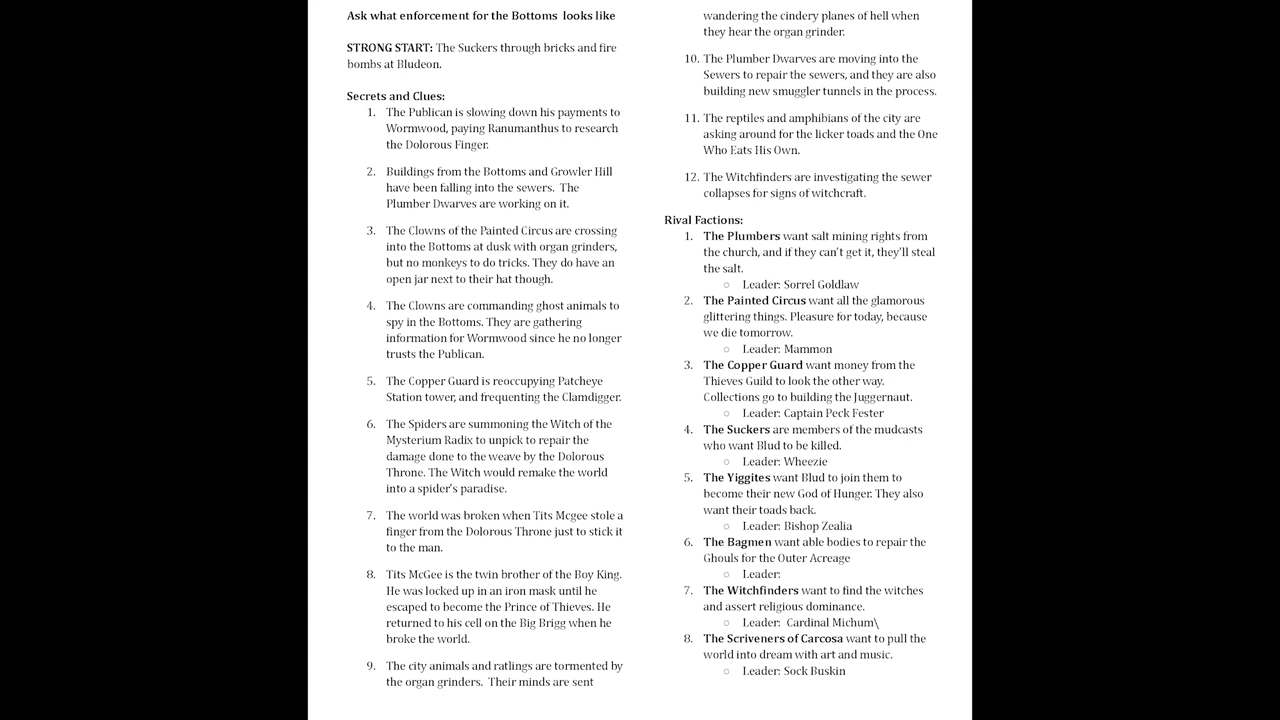 Ask what enforcement for the Bottoms  looks like
STRONG START: The Suckers through bricks and fire
bombs at Bludeon.
Secrets and Clues:
1. The Publican is slowing down his payments to
Wormwood, paying Ranumanthus to research
the Dolorous Finger.
2. Buildings from the Bottoms and Growler Hill
have been falling into the sewers.  The
Plumber Dwarves are working on it.
3. The Clowns of the Painted Circus are crossing
into the Bottoms at dusk with organ grinders,
but no monkeys to do tricks. They do have an
open jar next to their hat though.
4. The Clowns are commanding ghost animals to
spy in the Bottoms. They are gathering
information for Wormwood since he no longer
trusts the Publican.
5. The Copper Guard is reoccupying Patcheye
Station tower, and frequenting the Clamdigger.
6. The Spiders are summoning the Witch of the
Mysterium Radix to unpick to repair the
damage done to the weave by the Dolorous
Throne. The Witch would remake the world
into a spider's paradise.
7. The world was broken when Tits Mcgee stole a
finger from the Dolorous Throne just to stick it
to the man.
8. Tits McGee is the twin brother of the Boy King.
He was locked up in an iron mask until he
escaped to become the Prince of Thieves. He
returned to his cell on the Big Brigg when he
broke the world.
9. The city animals and ratlings are tormented by
the organ grinders.  Their minds are sent
wandering the cindery planes of hell when
they hear the organ grinder.
10. The Plumber Dwarves are moving into the
Sewers to repair the sewers, and they are also
building new smuggler tunnels in the process.
11. The reptiles and amphibians of the city are
asking around for the licker toads and the One
Who Eats His Own.
12. The Witchfinders are investigating the sewer
collapses for signs of witchcraft.
Rival Factions:
1. The Plumbers want salt mining rights from
the church, and if they can't get it, they'll steal
the salt.
○ Leader: Sorrel Goldlaw
2. The Painted Circus want all the glamorous
glittering things. Pleasure for today, because
we die tomorrow.
○ Leader: Mammon
3. The Copper Guard want money from the
Thieves Guild to look the other way.
Collections go to building the Juggernaut.
○ Leader: Captain Peck Fester
4. The Suckers are members of the mudcasts
who want Blud to be killed.
○ Leader: Wheezie
5. The Yiggites want Blud to join them to
become their new God of Hunger. They also
want their toads back.
○ Leader: Bishop Zealia
6. The Bagmen want able bodies to repair the
Ghouls for the Outer Acreage
○ Leader:
7. The Witchfinders want to find the witches
and assert religious dominance.
○ Leader:  Cardinal Michum\
8. The Scriveners of Carcosa want to pull the
world into dream with art and music.
○ Leader: Sock Buskin